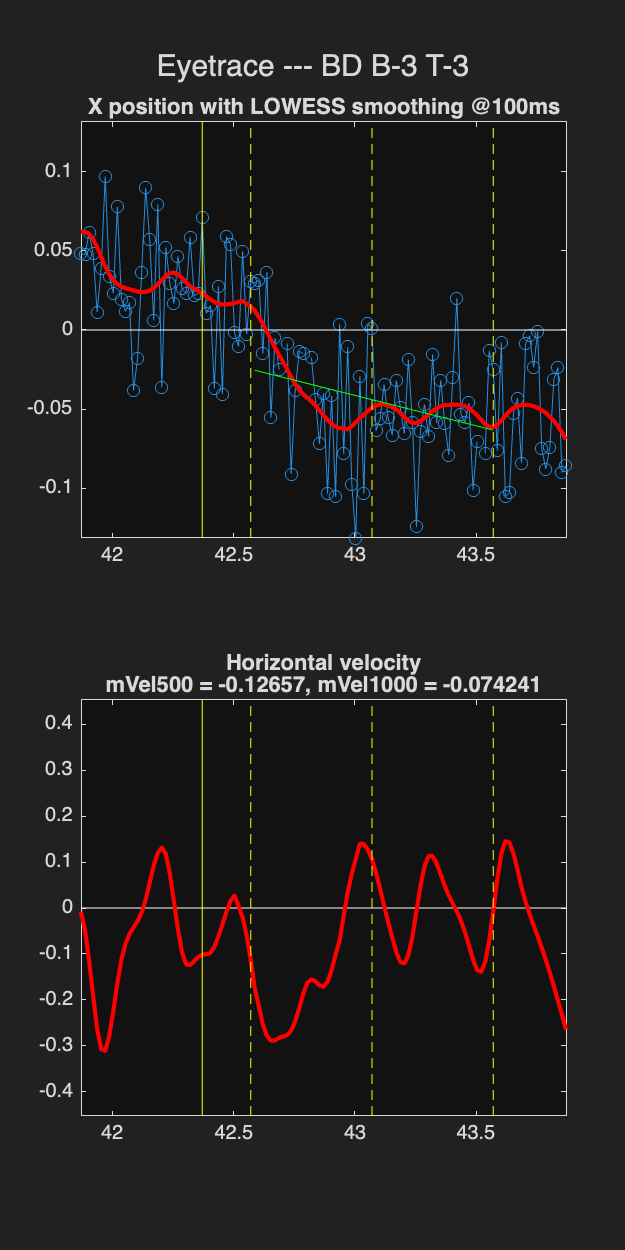 Eyetrace --- BD B-3 T-3
X position with LOWESS smoothing @100ms
0.1
0.05
0
-0.05
-0.1
42 42.5 43 43.5
Horizontal velocity
mVel500 = -0.12657, mVel1000 = -0.074241
0.4
0.3
0.2
0.1
0
-0.1
-0.2
-0.3
-0.4
42 42.5 43 43.5